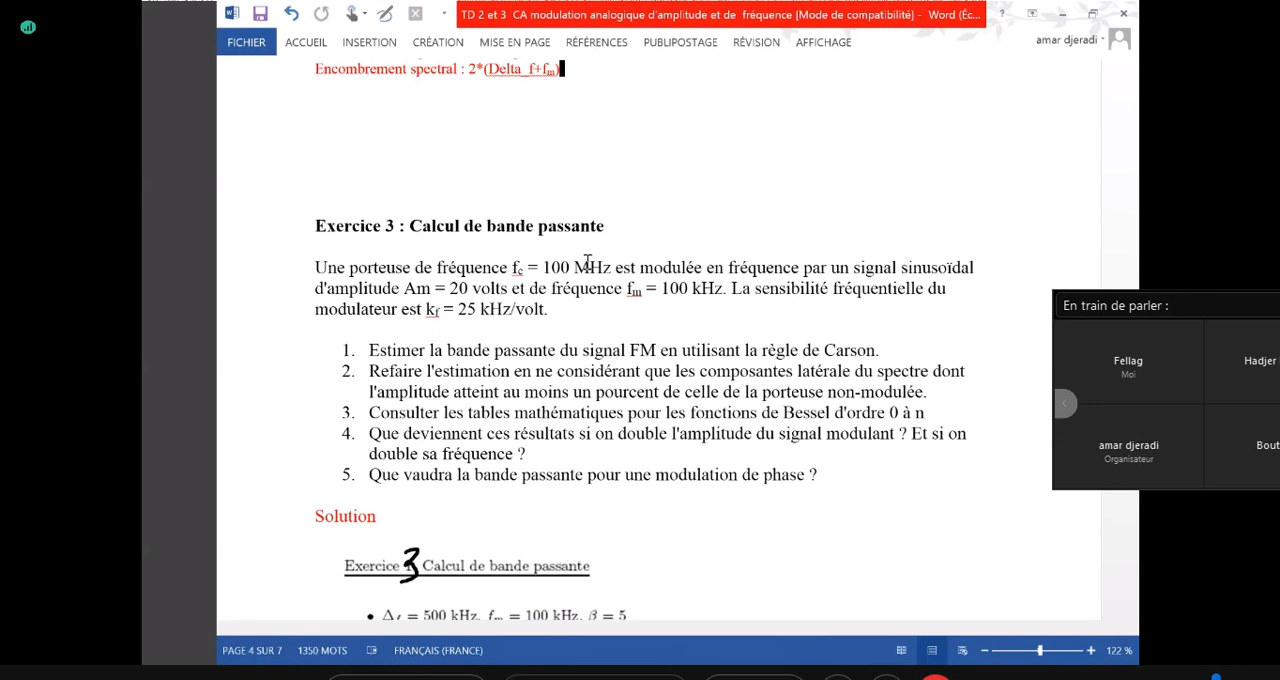 TD 2 et 3 CA modulation analogique d'amplitude et de fréquence [Mode de compatibilité] - Word (Éc...
FICHIER ACCUEIL INSERTION CRÉATION MISE EN PAGE RÉFÉRENCES PUBLIPOSTAGE RÉVISION AFFICHAGE
amar djeradi
Encombrement spectral : 2*(Delta_f+fm)
Exercice 3 : Calcul de bande passante
Une porteuse de fréquence fc = 100 MHz est modulée en fréquence par un signal sinusoïdal
d'amplitude Am = 20 volts et de fréquence fm = 100 kHz. La sensibilité fréquentielle du
modulateur est kf = 25 kHz/volt.
1. Estimer la bande passante du signal FM en utilisant la règle de Carson.
2. Refaire l'estimation en ne considérant que les composantes latérale du spectre dont
l'amplitude atteint au moins un pourcent de celle de la porteuse non-modulée.
3. Consulter les tables mathématiques pour les fonctions de Bessel d'ordre 0 à n
4. Que deviennent ces résultats si on double l'amplitude du signal modulant ? Et si on
double sa fréquence ?
5. Que vaudra la bande passante pour une modulation de phase ?
Solution
Exercice 3 Calcul de bande passante
• Δf = 500 kHz, fm = 100 kHz, β = 5
En train de parler :
Fellag
Moi
Hadjer
amar djeradi
Organisateur
Bout
PAGE 4 SUR 7 1350 MOTS FRANÇAIS (FRANCE) 122 %